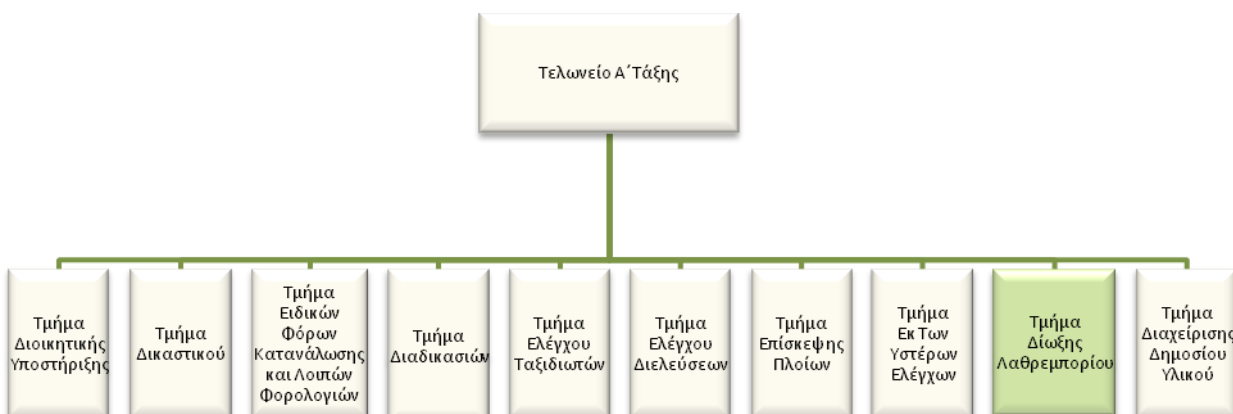 Τελωνείο Α΄Τάξης
Τμήμα
Διοικητικής
Υποστήριξης
Τμήμα
Δικαστικού
Τμήμα
Ειδικών
Φόρων
Κατανάλωσης
και Λοιπών
Φορολογιών
Τμήμα
Διαδικασιών
Τμήμα
Ελέγχου
Ταξιδιωτών
Τμήμα
Ελέγχου
Διελεύσεων
Τμήμα
Επίσκεψης
Πλοίων
Τμήμα
Εκ Των
Υστέρων
Ελέγχων
Τμήμα
Δίωξης
Λαθρεμπορίου
Τμήμα
Διαχείρισης
Δημοσίου
Υλικού